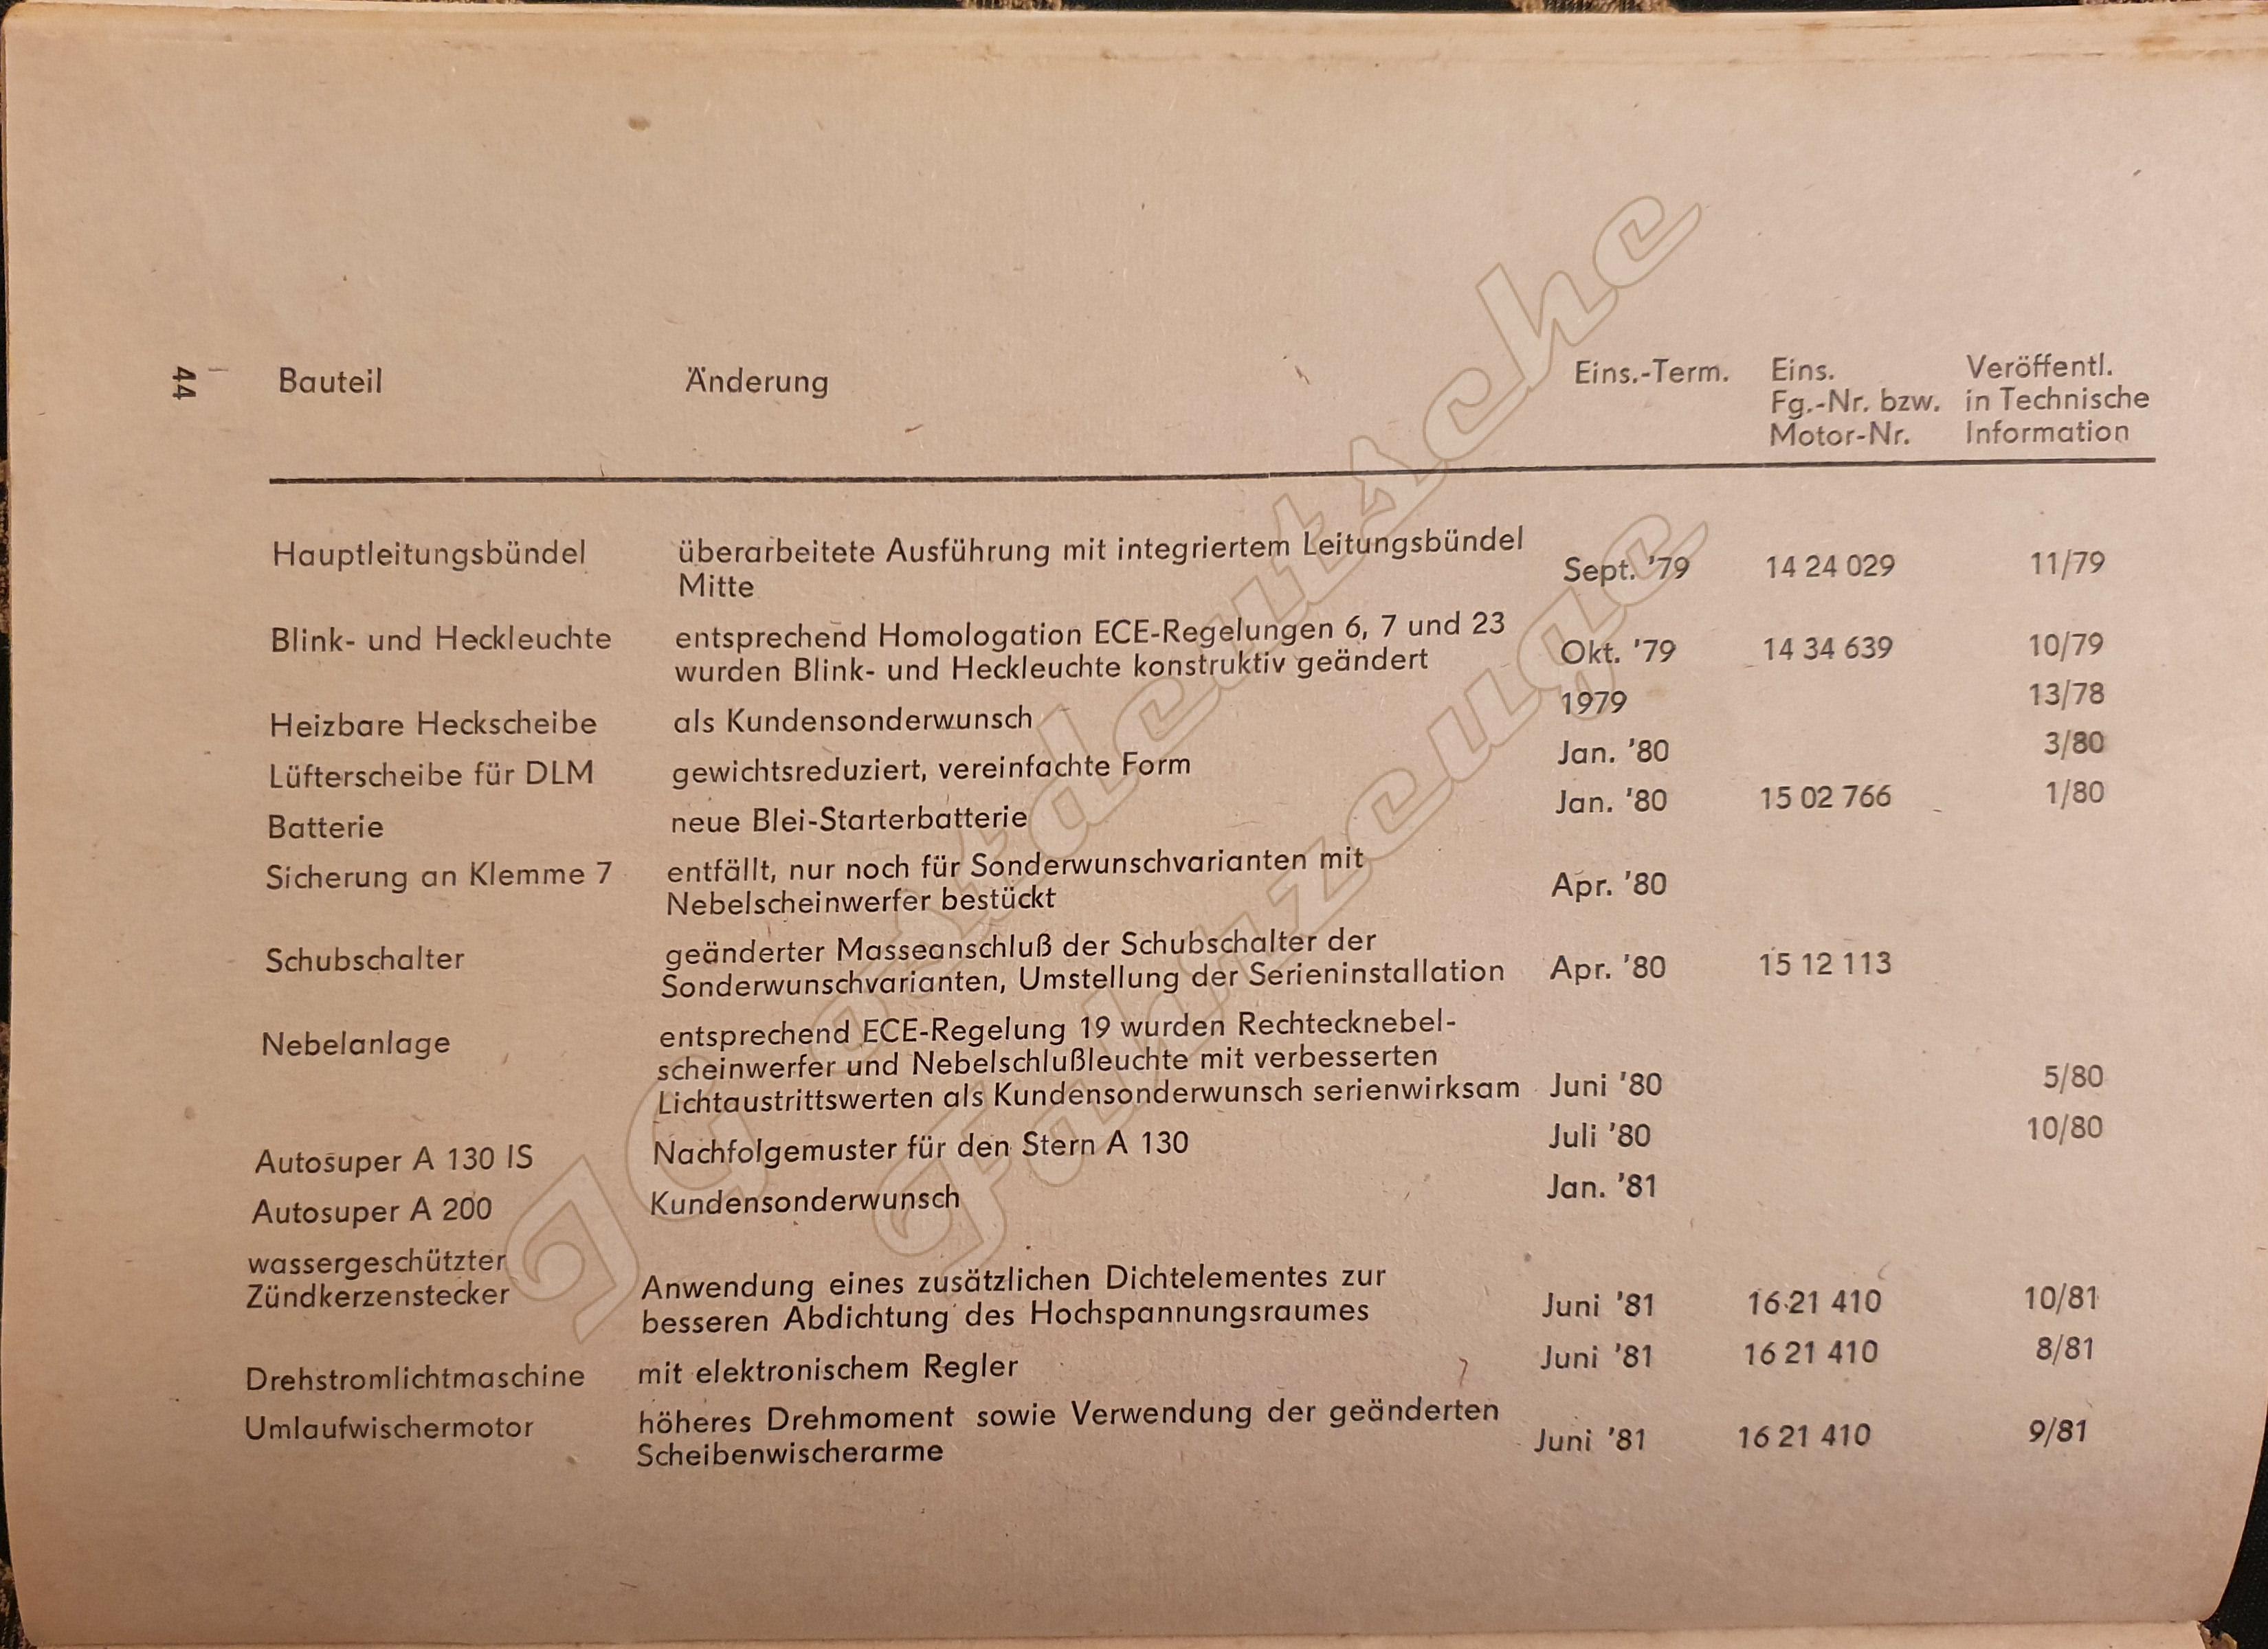 44
Bauteil Änderung Eins.-Term. Eins. Veröffentl.
Fg.-Nr. bzw. in Technische
Motor-Nr. Information
Hauptleitungsbündel überarbeitete Ausführung mit integriertem Leitungsbündel
Mitte Sept. '79 14 24 029 11/79
Blink- und Heckleuchte entsprechend Homologation ECE-Regelungen 6, 7 und 23
wurden Blink- und Heckleuchte konstruktiv geändert Okt. '79 14 34 639 10/79
Heizbare Heckscheibe als Kundensonderwunsch 1979 13/78
Lüfterscheibe für DLM gewichtsreduziert, vereinfachte Form Jan. '80 3/80
Batterie neue Blei-Starterbatterie Jan. '80 15 02 766 1/80
Sicherung an Klemme 7 entfällt, nur noch für Sonderwunschvarianten mit
Nebelscheinwerfer bestückt Apr. '80
Schubschalter geänderter Masseanschluß der Schubschalter der
Sonderwunschvarianten, Umstellung der Serieninstallation Apr. '80 15 12 113
Nebelanlage entsprechend ECE-Regelung 19 wurden Rechtecknebel-
scheinwerfer und Nebelschlußleuchte mit verbesserten
Lichtaustrittswerten als Kundensonderwunsch serienwirksam Juni '80 5/80
Autosuper A 130 IS Nachfolgemuster für den Stern A 130 Juli '80 10/80
Autosuper A 200 Kundensonderwunsch Jan. '81
wassergeschützter
Zündkerzenstecker Anwendung eines zusätzlichen Dichtelementes zur
besseren Abdichtung des Hochspannungsraumes Juni '81 16 21 410 10/81
Drehstromlichtmaschine mit elektronischem Regler Juni '81 16 21 410 8/81
Umlaufwischermotor höheres Drehmoment sowie Verwendung der geänderten
Scheibenwischerarme Juni '81 16 21 410 9/81
ga ostdeutsche
Fahrzeuge